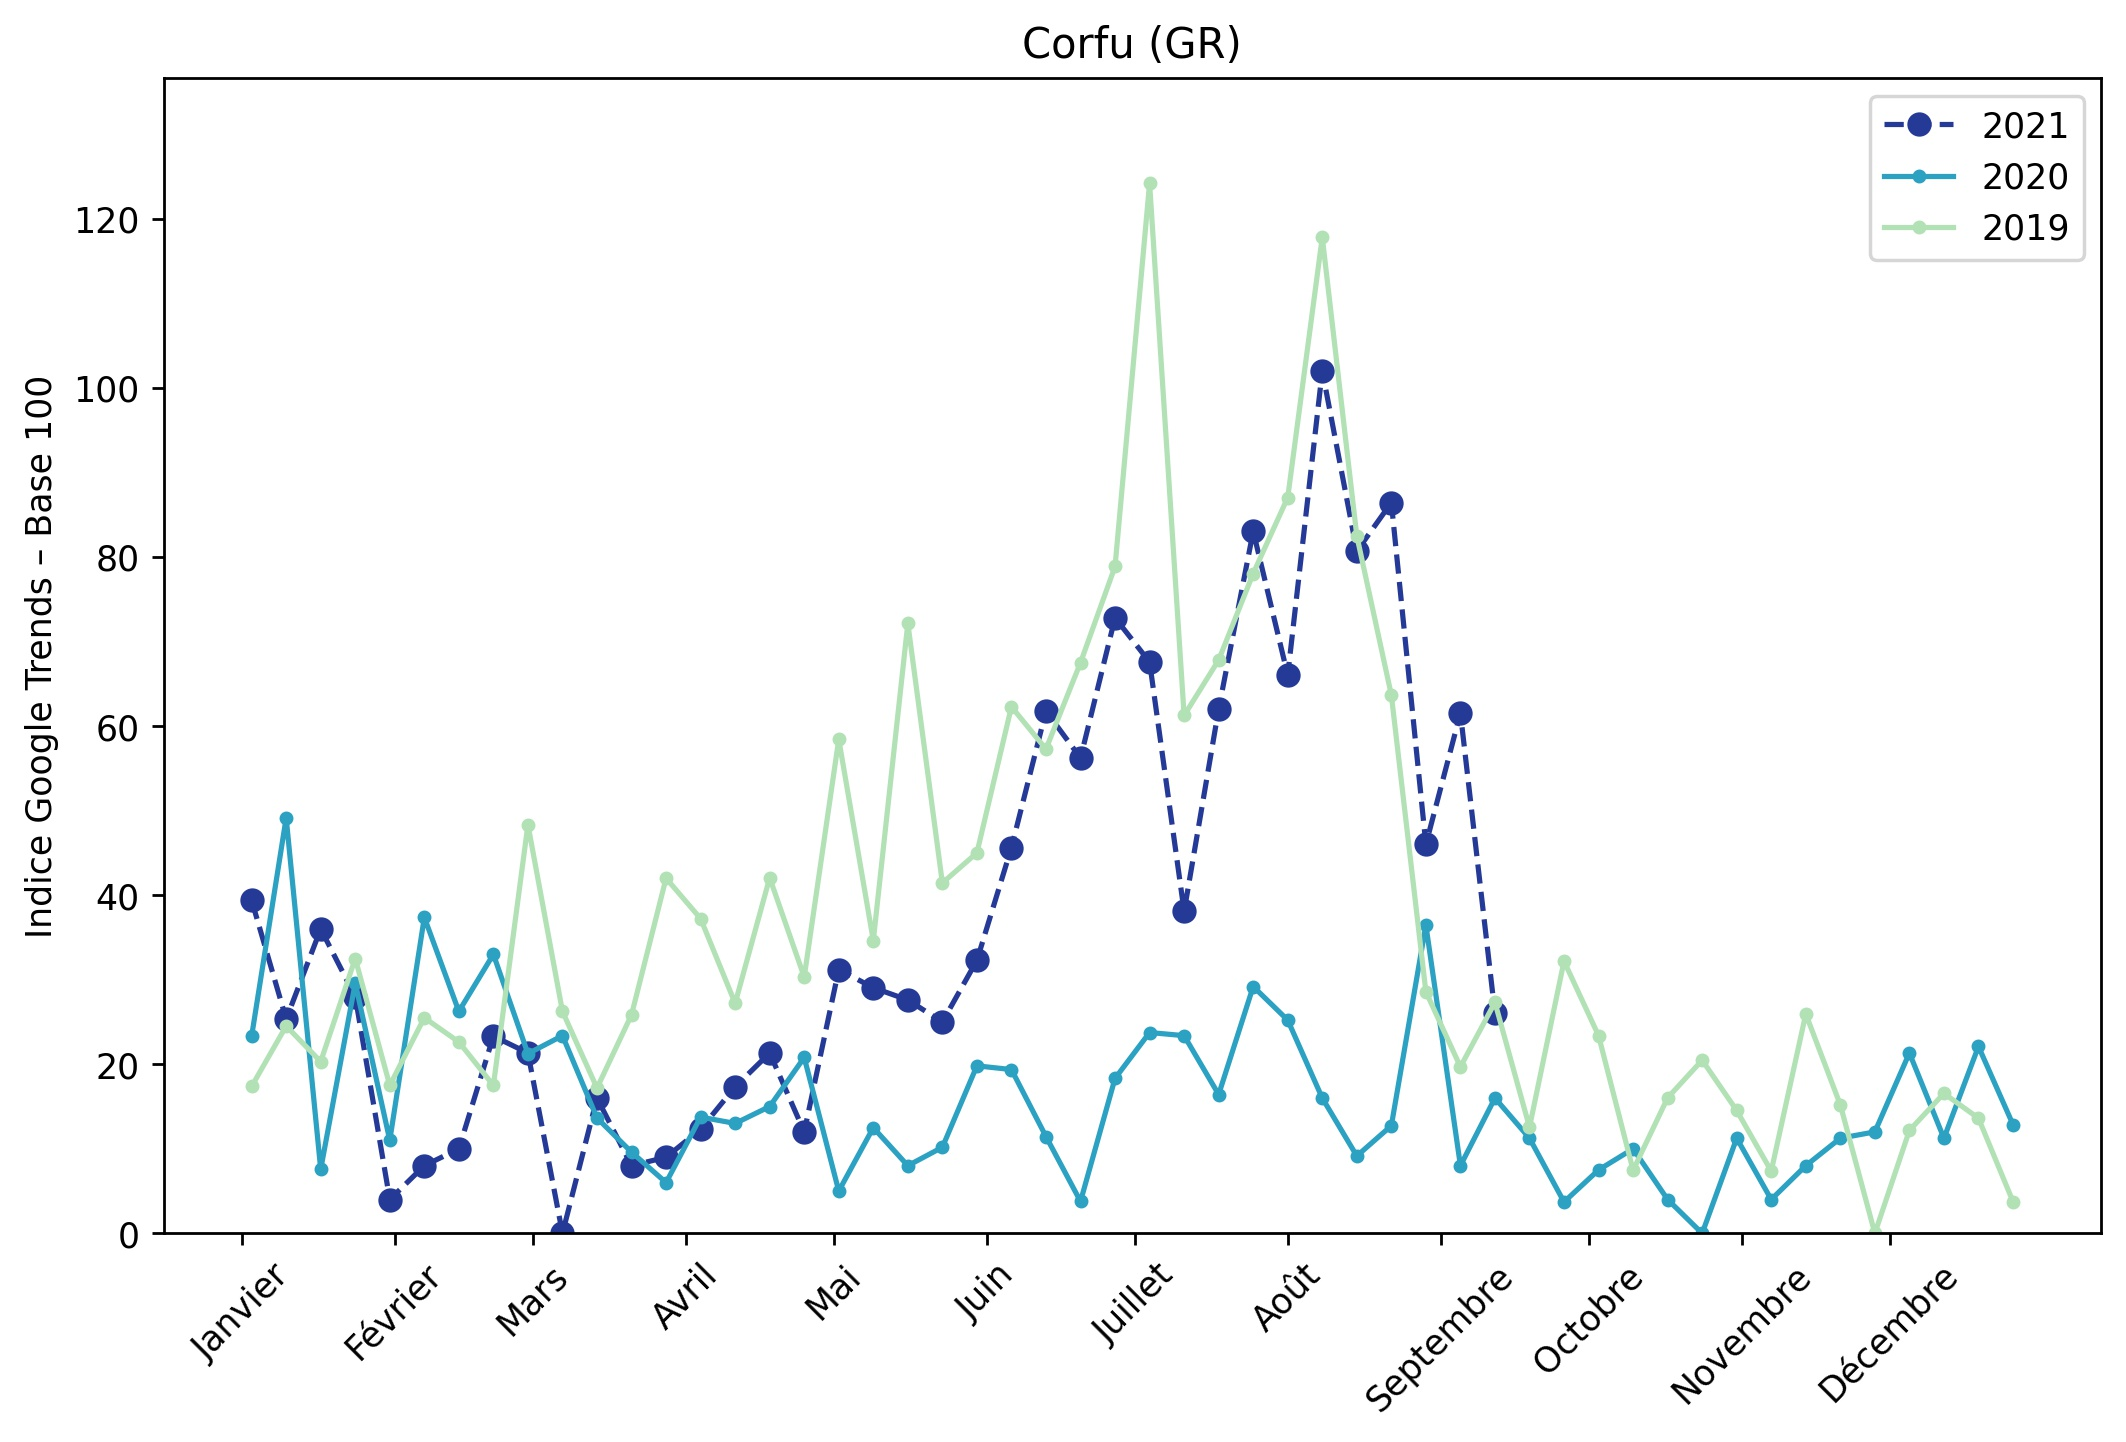 Corfu (GR)
2021
2020
2019
Indice Google Trends – Base 100
120
100
80
60
40
20
0
Janvier
Février
Mars
Avril
Mai
Juin
Juillet
Août
Septembre
Octobre
Novembre
Décembre